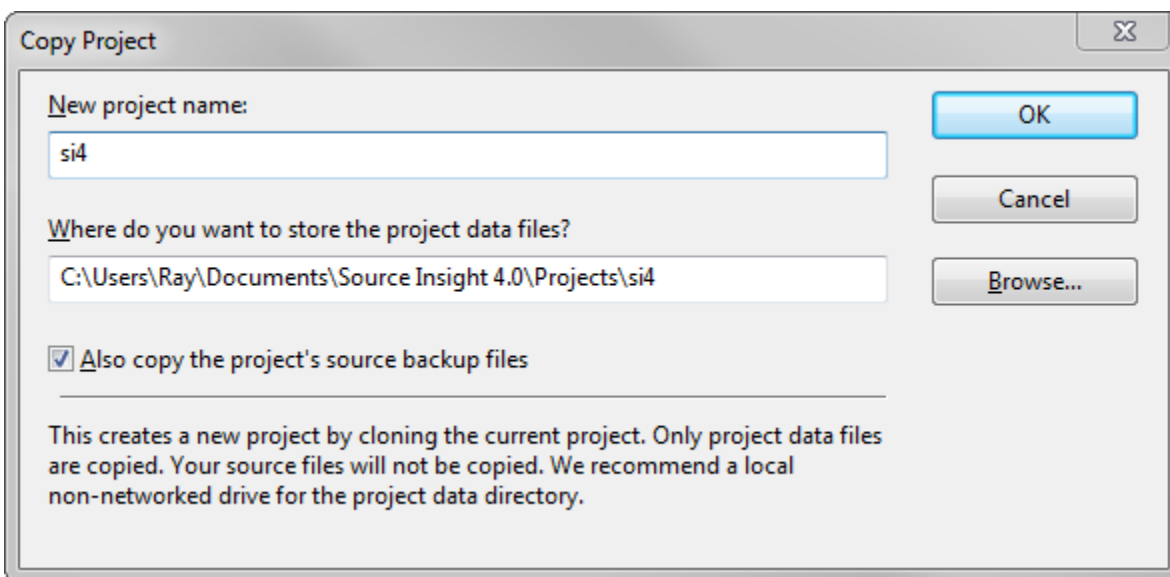 Copy Project
New project name:
OK
si4
Cancel
Where do you want to store the project data files?
C:\Users\Ray\Documents\Source Insight 4.0\Projects\si4
Browse...
Also copy the project's source backup files
This creates a new project by cloning the current project. Only project data files
are copied. Your source files will not be copied. We recommend a local
non-networked drive for the project data directory.